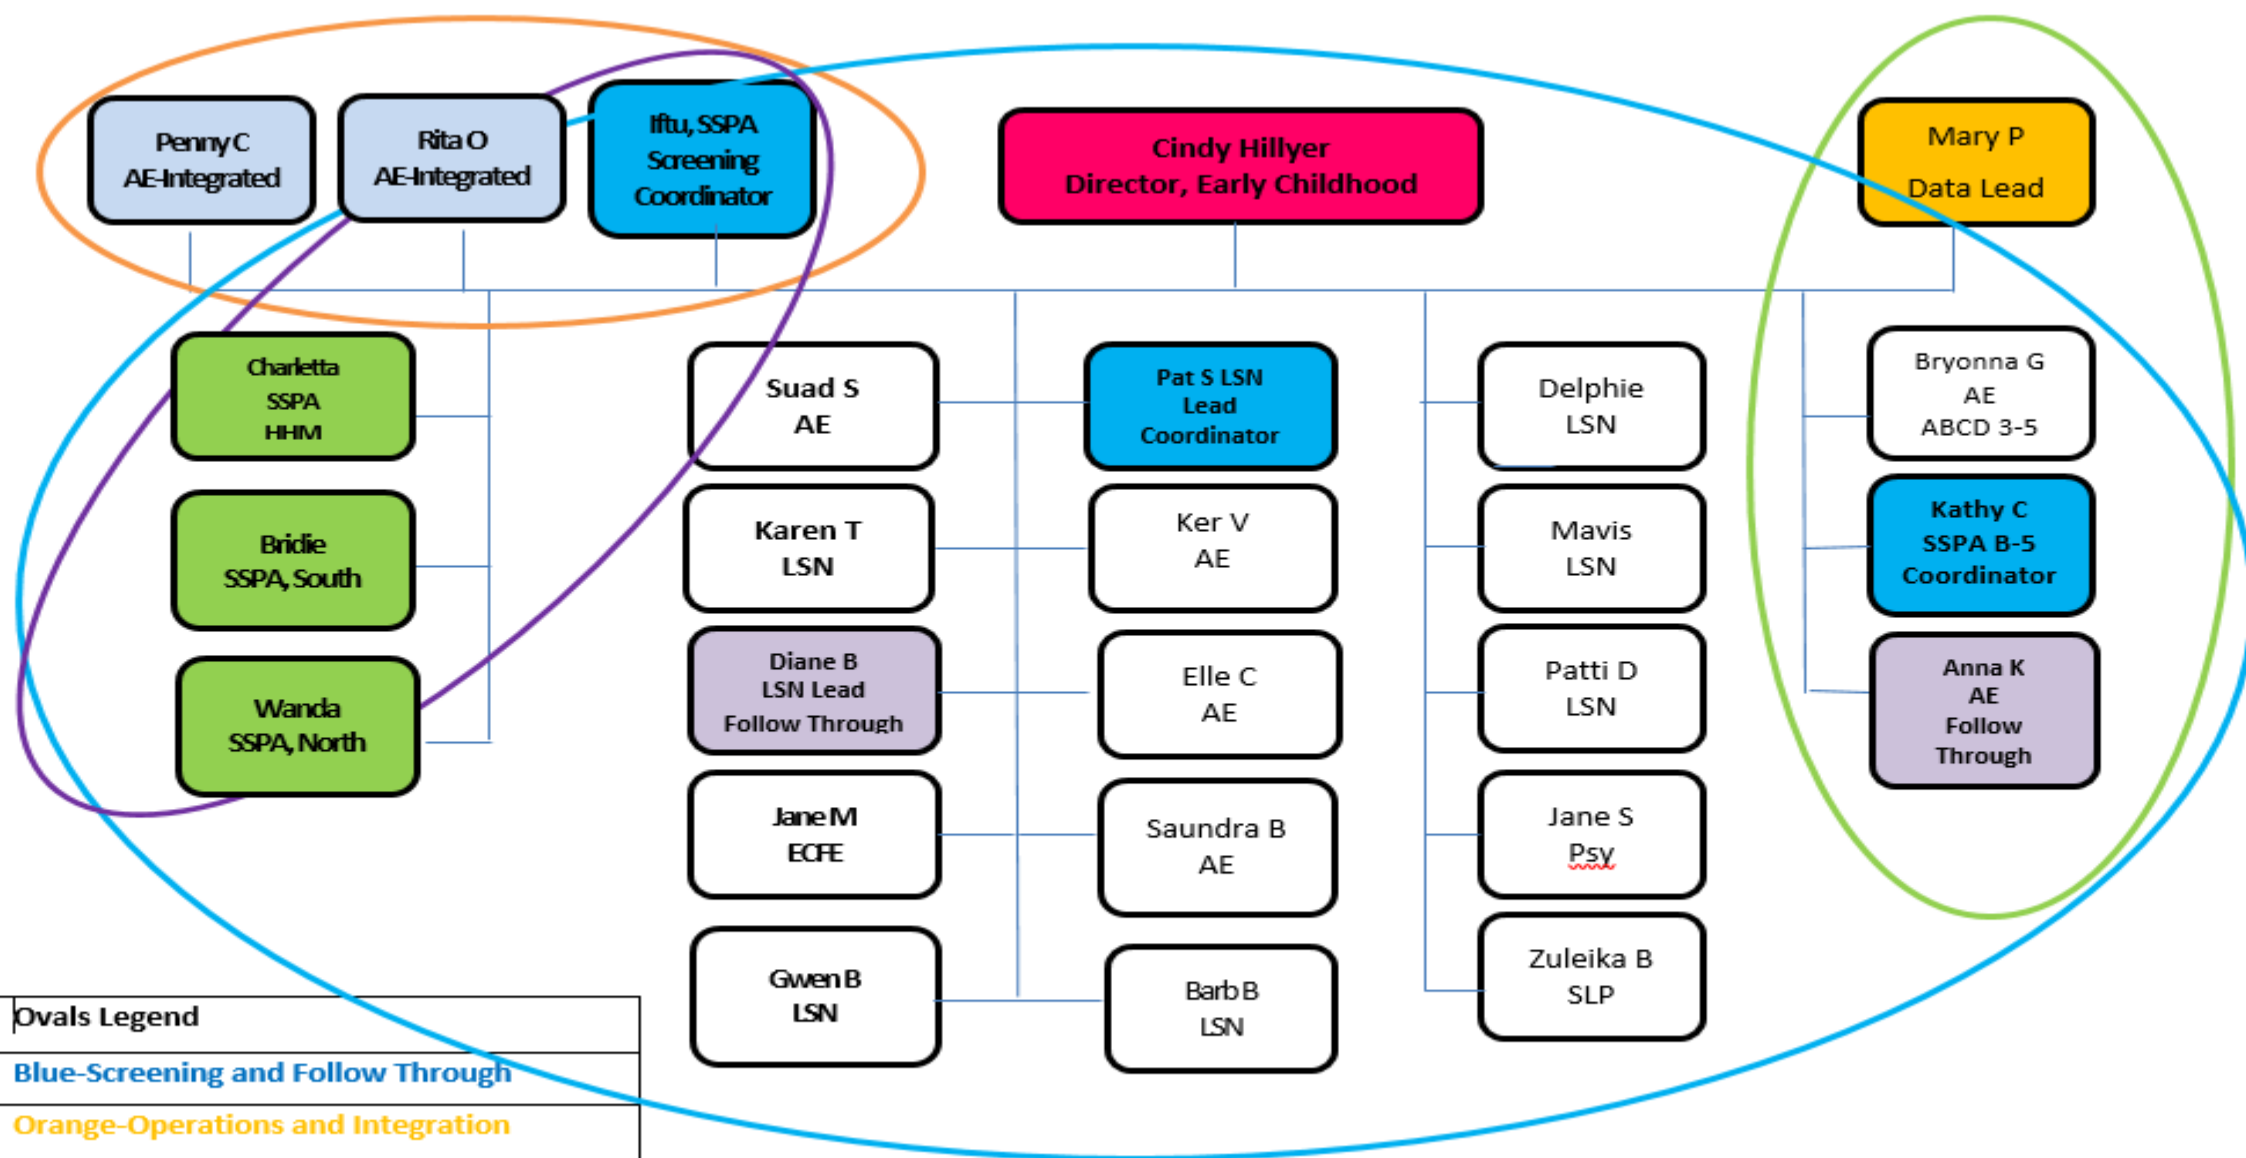 Penny C
AE-Integrated
Rita O
AE-Integrated
Iftu, SSPA
Screening
Coordinator
Cindy Hillyer
Director, Early Childhood
Mary P
Data Lead
Charletta
SSPA
HHM
Bridie
SSPA, South
Wanda
SSPA, North
Suad S
AE
Karen T
LSN
Diane B
LSN Lead
Follow Through
Jane M
ECFE
Gwen B
LSN
Pat S LSN
Lead
Coordinator
Ker V
AE
Elle C
AE
Saundra B
AE
Barb B
LSN
Delphie
LSN
Mavis
LSN
Patti D
LSN
Jane S
Psy
Zuleika B
SLP
Bryonna G
AE
ABCD 3-5
Kathy C
SSPA B-5
Coordinator
Anna K
AE
Follow
Through
Ovals Legend
Blue-Screening and Follow Through
Orange-Operations and Integration